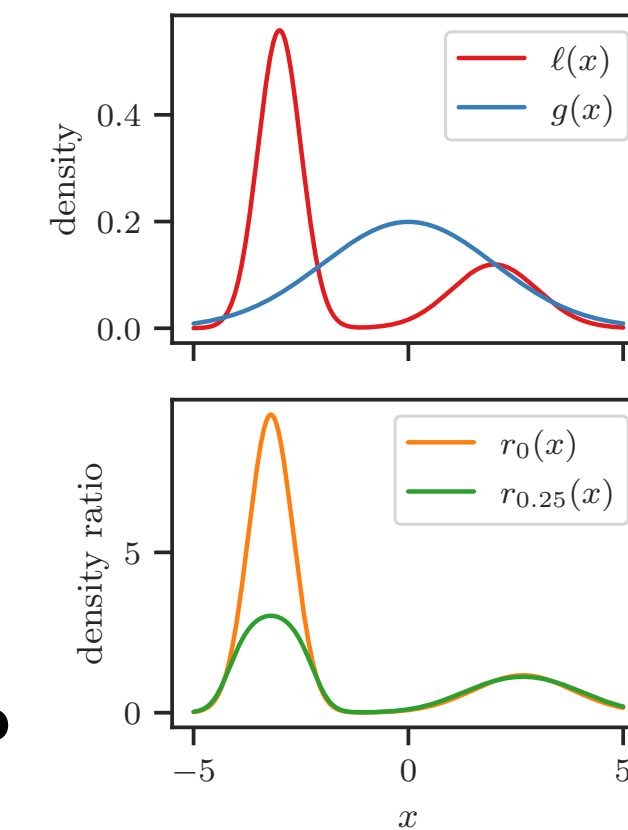 density
0.4
0.2
0.0
ℓ(x)
g(x)
density ratio
5
0
r₀(x)
r₀.₂₅(x)
−5 0 5
x